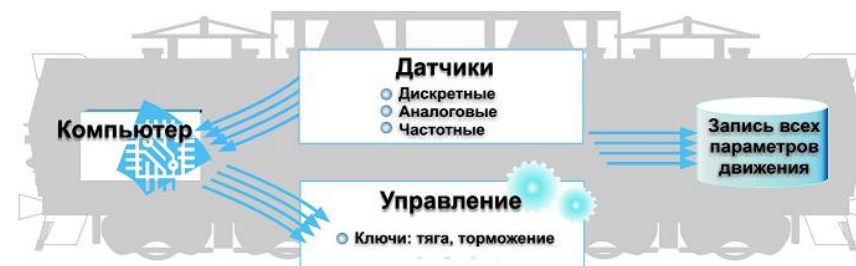 Датчики
Дискретные
Аналоговые
Частотные
Компьютер
Запись всех
параметров
движения
Управление
Ключи: тяга, торможение